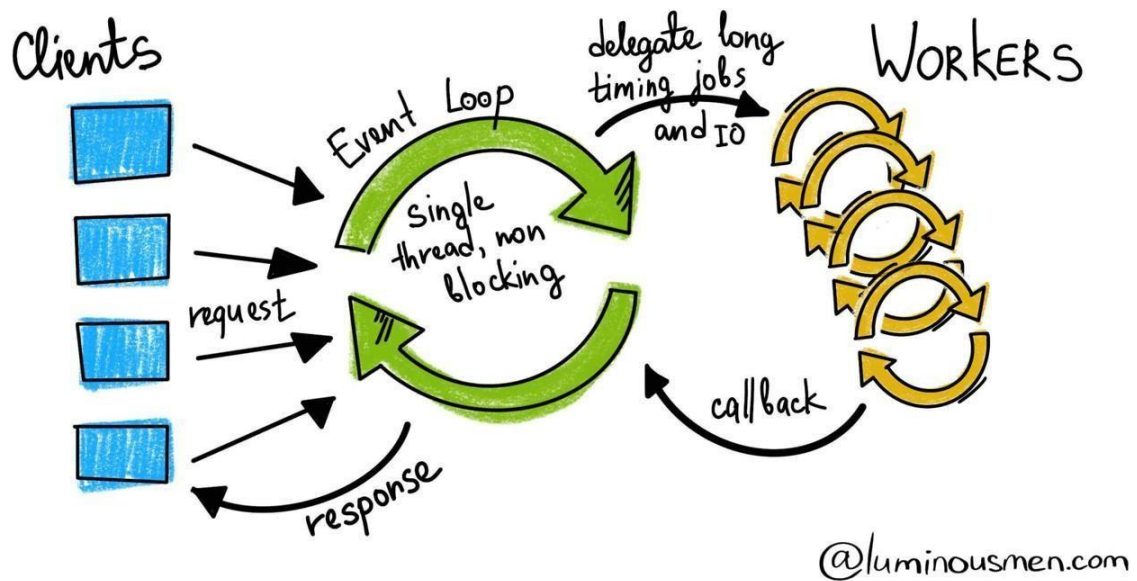 Clients
Event Loop
delegate long
timing jobs
and IO
WORKERS
single
thread, non
blocking
request
callback
response
@luminousmen.com